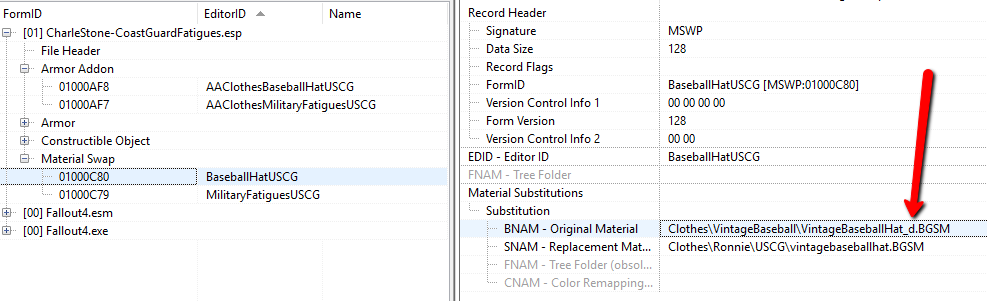 FormID EditorID Name
[01] CharleStone-CoastGuardFatigues.esp
File Header
Armor Addon
01000AF8 AAClothesBaseballHatUSCG
01000AF7 AAClothesMilitaryFatiguesUSCG
Armor
Constructible Object
Material Swap
01000C80 BaseballHatUSCG
01000C79 MilitaryFatiguesUSCG
[00] Fallout4.esm
[00] Fallout4.exe
Record Header
Signature MSWP
Data Size 128
Record Flags
FormID BaseballHatUSCG [MSWP:01000C80]
Version Control Info 1 00 00 00 00
Form Version 128
Version Control Info 2 00 00
EDID - Editor ID BaseballHatUSCG
FNAM - Tree Folder
Material Substitutions
Substitution
BNAM - Original Material Clothes\VintageBaseball\VintageBaseballHat_d.BGSM
SNAM - Replacement Mat... Clothes\Ronnie\USCG\vintagebaseballhat.BGSM
FNAM - Tree Folder (obsol...
CNAM - Color Remapping...